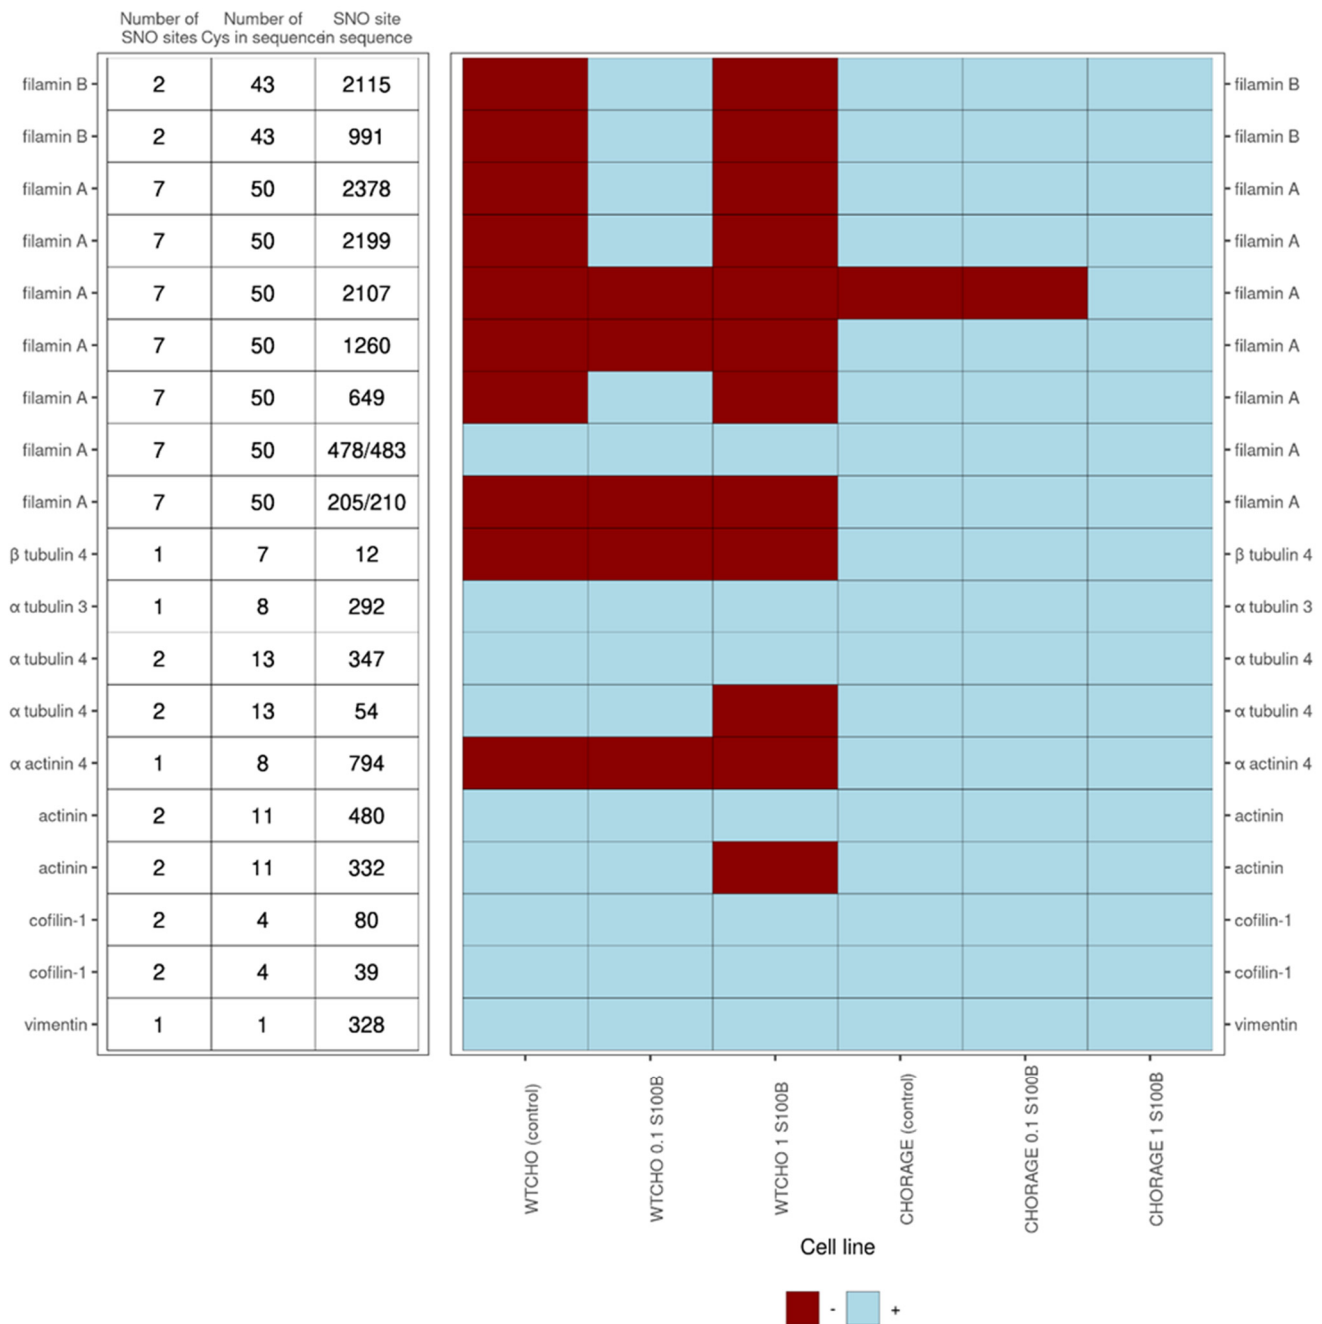 Number of Number of SNO site
SNO sites Cys in sequence in sequence
filamin B 2 43 2115 filamin B
filamin B 2 43 991 filamin B
filamin A 7 50 2378 filamin A
filamin A 7 50 2199 filamin A
filamin A 7 50 2107 filamin A
filamin A 7 50 1260 filamin A
filamin A 7 50 649 filamin A
filamin A 7 50 478/483 filamin A
filamin A 7 50 205/210 filamin A
β tubulin 4 1 7 12 β tubulin 4
α tubulin 3 1 8 292 α tubulin 3
α tubulin 4 2 13 347 α tubulin 4
α tubulin 4 2 13 54 α tubulin 4
α actinin 4 1 8 794 α actinin 4
actinin 2 11 480 actinin
actinin 2 11 332 actinin
cofilin-1 2 4 80 cofilin-1
cofilin-1 2 4 39 cofilin-1
vimentin 1 1 328 vimentin
WTCHO (control)
WTCHO 0.1 S100B
WTCHO 1 S100B
CHORAGE (control)
CHORAGE 0.1 S100B
CHORAGE 1 S100B
Cell line
- +